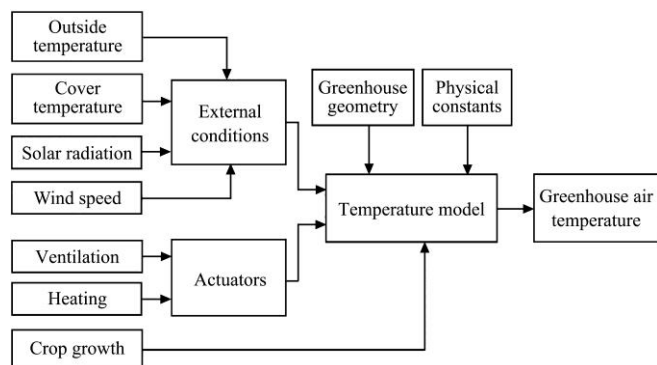 Outside
temperature
Cover
temperature
Solar radiation
Wind speed
External
conditions
Ventilation
Heating
Actuators
Crop growth
Greenhouse
geometry
Physical
constants
Temperature model
Greenhouse air
temperature